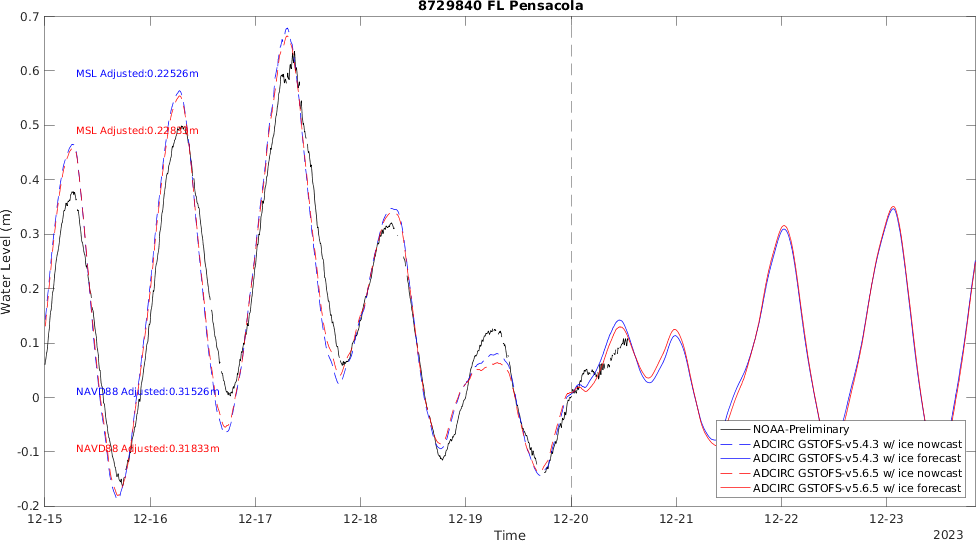 8729840 FL Pensacola
0.7
0.6
0.5
0.4
0.3
0.2
0.1
0
-0.1
-0.2
Water Level (m)
MSL Adjusted:0.22526m
MSL Adjusted:
NAVD88 Adjusted:0.31526m
NAVD88 Adjusted:0.31833m
NOAA-Preliminary
ADCIRC GSTOFS-v5.4.3 w/ ice nowcast
ADCIRC GSTOFS-v5.4.3 w/ ice forecast
ADCIRC GSTOFS-v5.6.5 w/ ice nowcast
ADCIRC GSTOFS-v5.6.5 w/ ice forecast
12-15 12-16 12-17 12-18 12-19 12-20 12-21 12-22 12-23
Time
2023